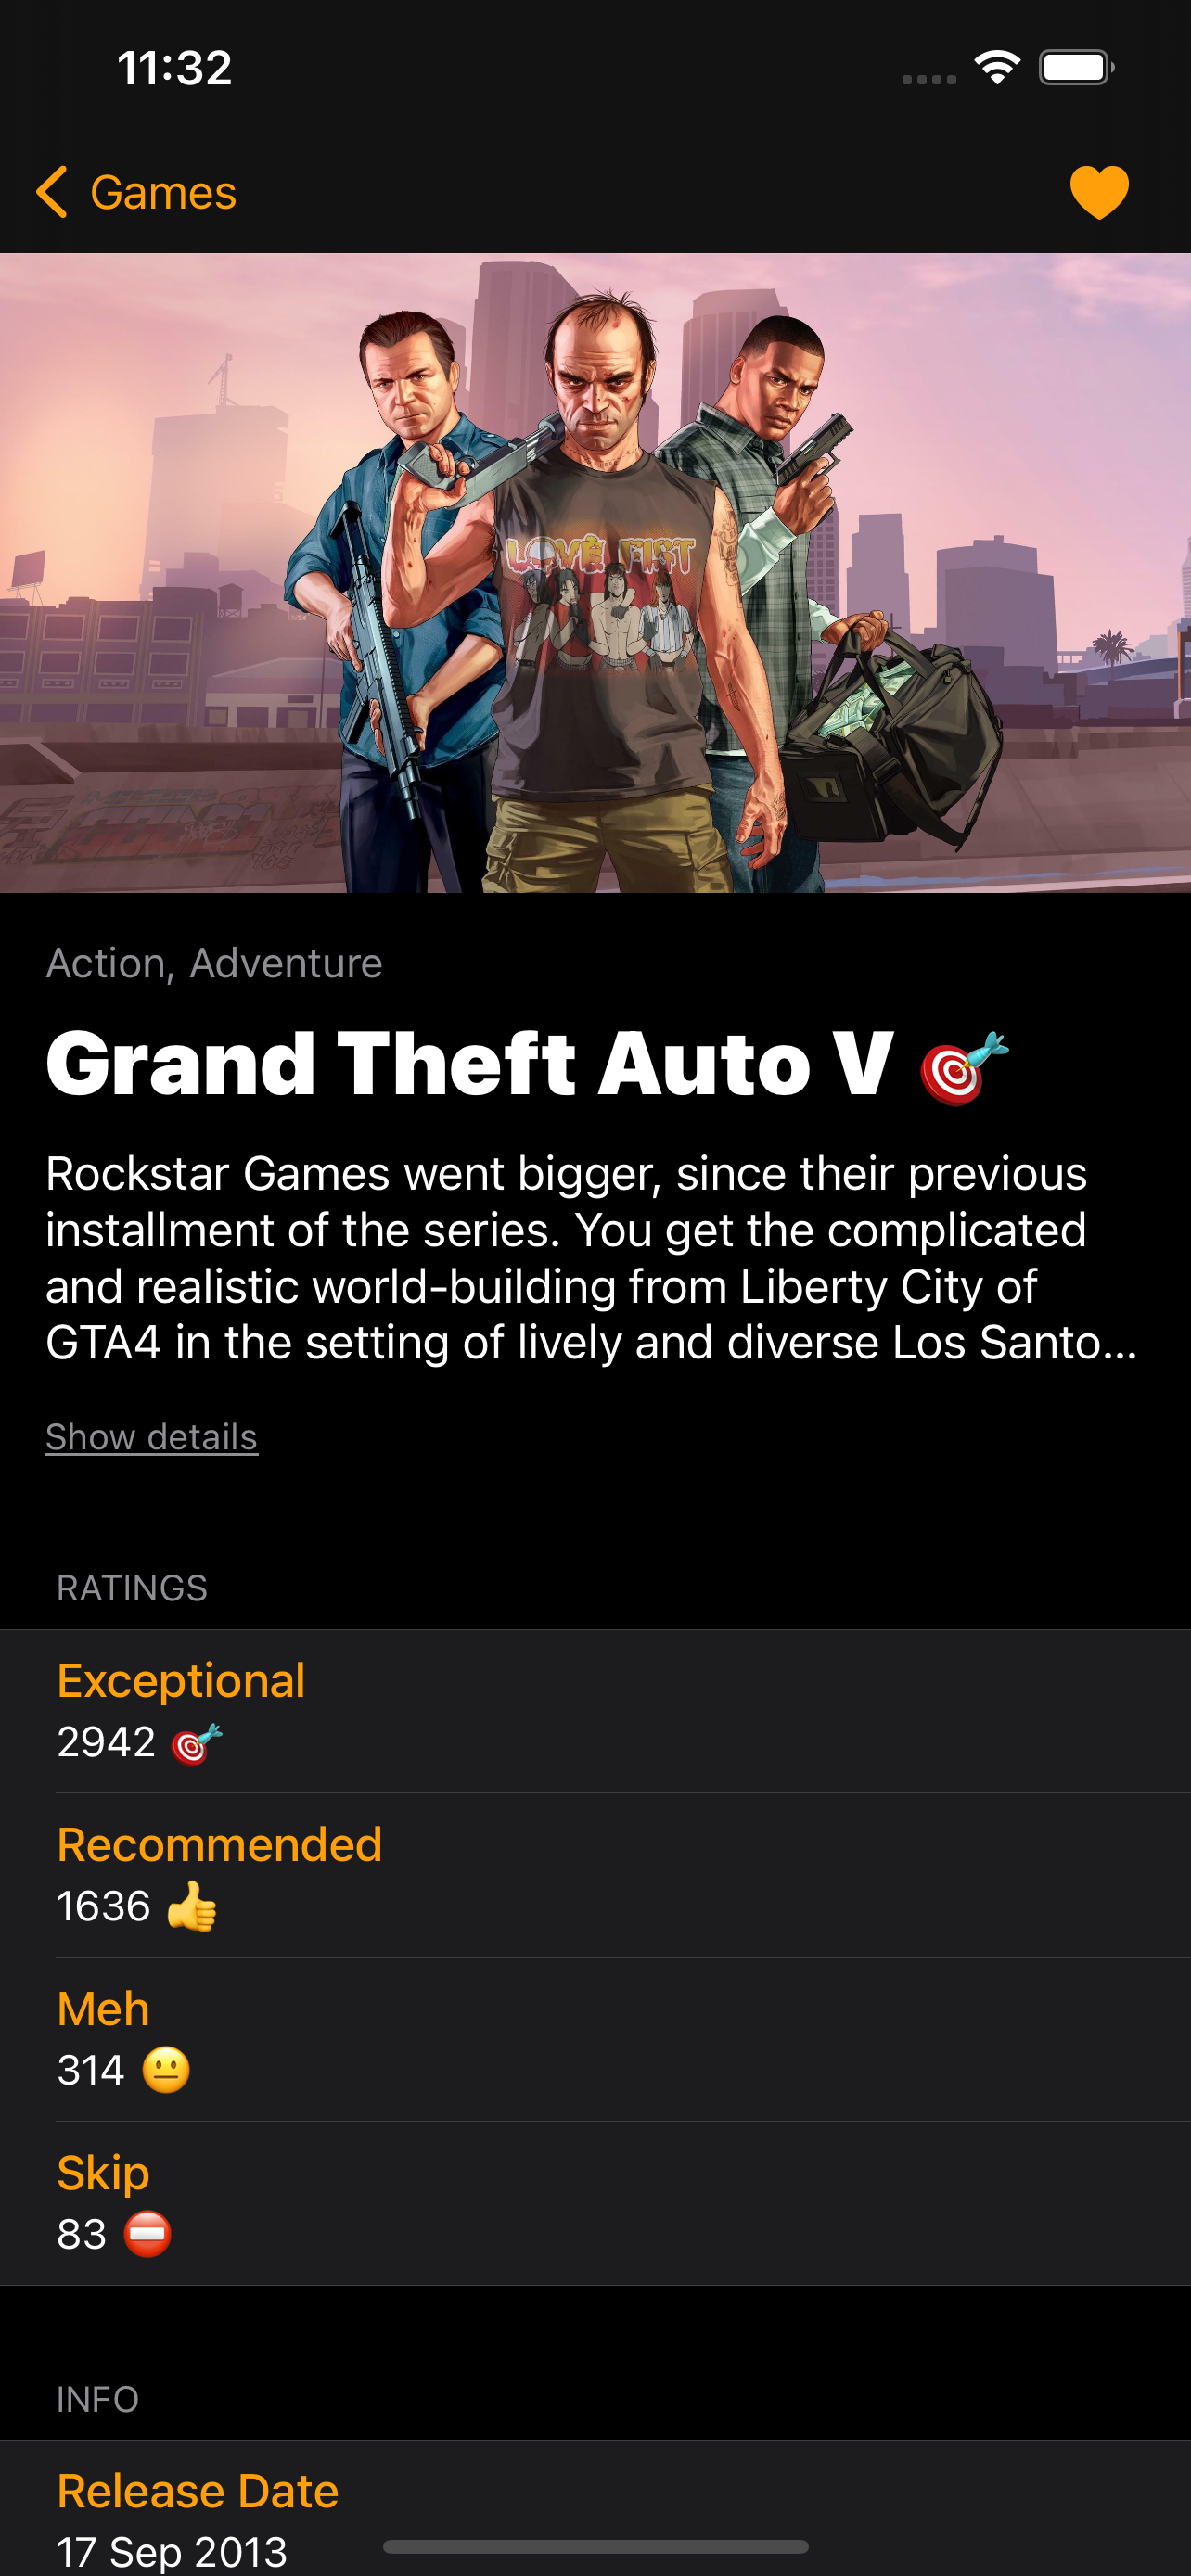 11:32
Games
LOVE FIST
Action, Adventure
Grand Theft Auto V 🎯
Rockstar Games went bigger, since their previous
installment of the series. You get the complicated
and realistic world-building from Liberty City of
GTA4 in the setting of lively and diverse Los Santo...
Show details
RATINGS
Exceptional
2942 🎯
Recommended
1636 👍
Meh
314 😐
Skip
83 ⛔
INFO
Release Date
17 Sep 2013